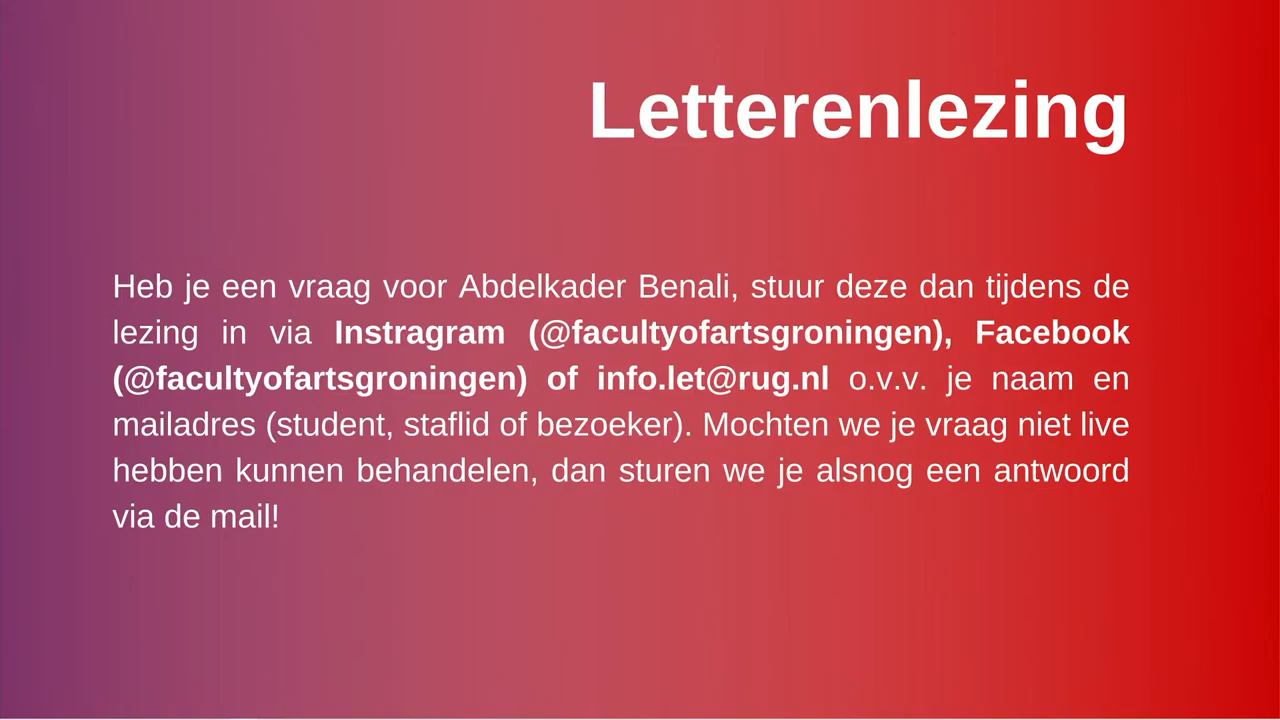 Letterenlezing
Heb je een vraag voor Abdelkader Benali, stuur deze dan tijdens de
lezing in via Instragram (@facultyofartsgroningen), Facebook
(@facultyofartsgroningen) of info.let@rug.nl o.v.v. je naam en
mailadres (student, staflid of bezoeker). Mochten we je vraag niet live
hebben kunnen behandelen, dan sturen we je alsnog een antwoord
via de mail!